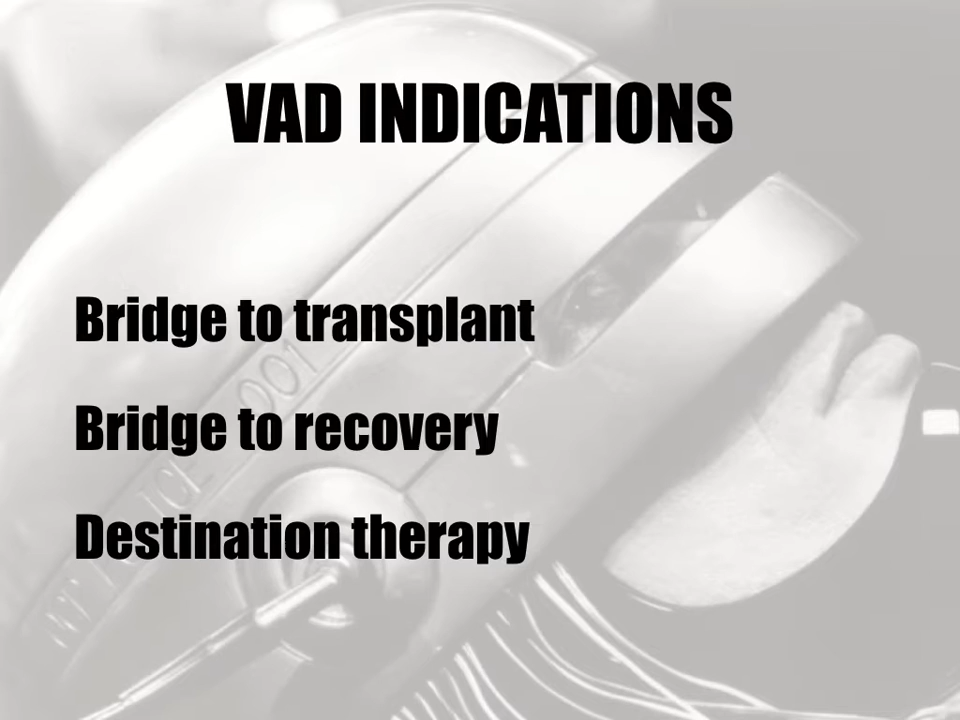 VAD INDICATIONS
Bridge to transplant
Bridge to recovery
Destination therapy